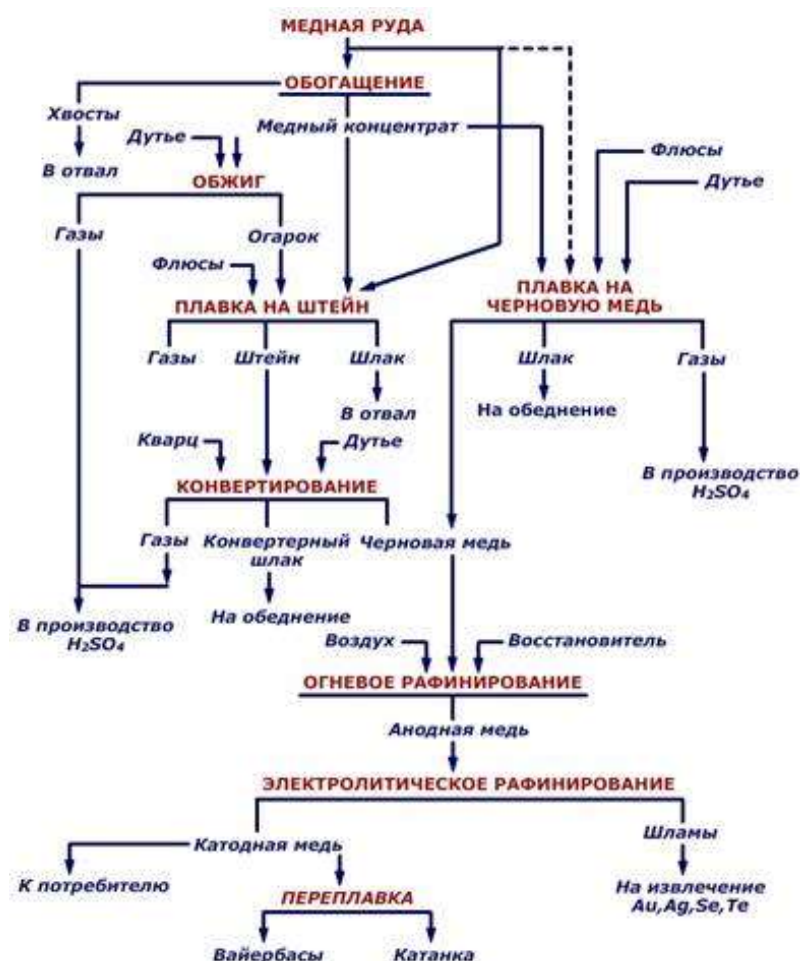 МЕДНАЯ РУДА
ОБОГАЩЕНИЕ
Хвосты
Дутье
Медный концентрат
Флюсы
В отвал
ОБЖИГ
Дутье
Газы
Огарок
Флюсы
ПЛАВКА НА ШТЕЙН
ПЛАВКА НА
ЧЕРНОВУЮ МЕДЬ
Газы
Штейн
Шлак
Шлак
Газы
В отвал
На обеднение
Кварц
Дутье
КОНВЕРТИРОВАНИЕ
В производство
H₂SO₄
Газы
Конвертерный
шлак
Черновая медь
На обеднение
В производство
H₂SO₄
Воздух
Восстановитель
ОГНЕВОЕ РАФИНИРОВАНИЕ
Анодная медь
ЭЛЕКТРОЛИТИЧЕСКОЕ РАФИНИРОВАНИЕ
Катодная медь
Шламы
К потребителю
ПЕРЕПЛАВКА
На извлечение
Au,Ag,Se,Te
Вайербасы
Катанка